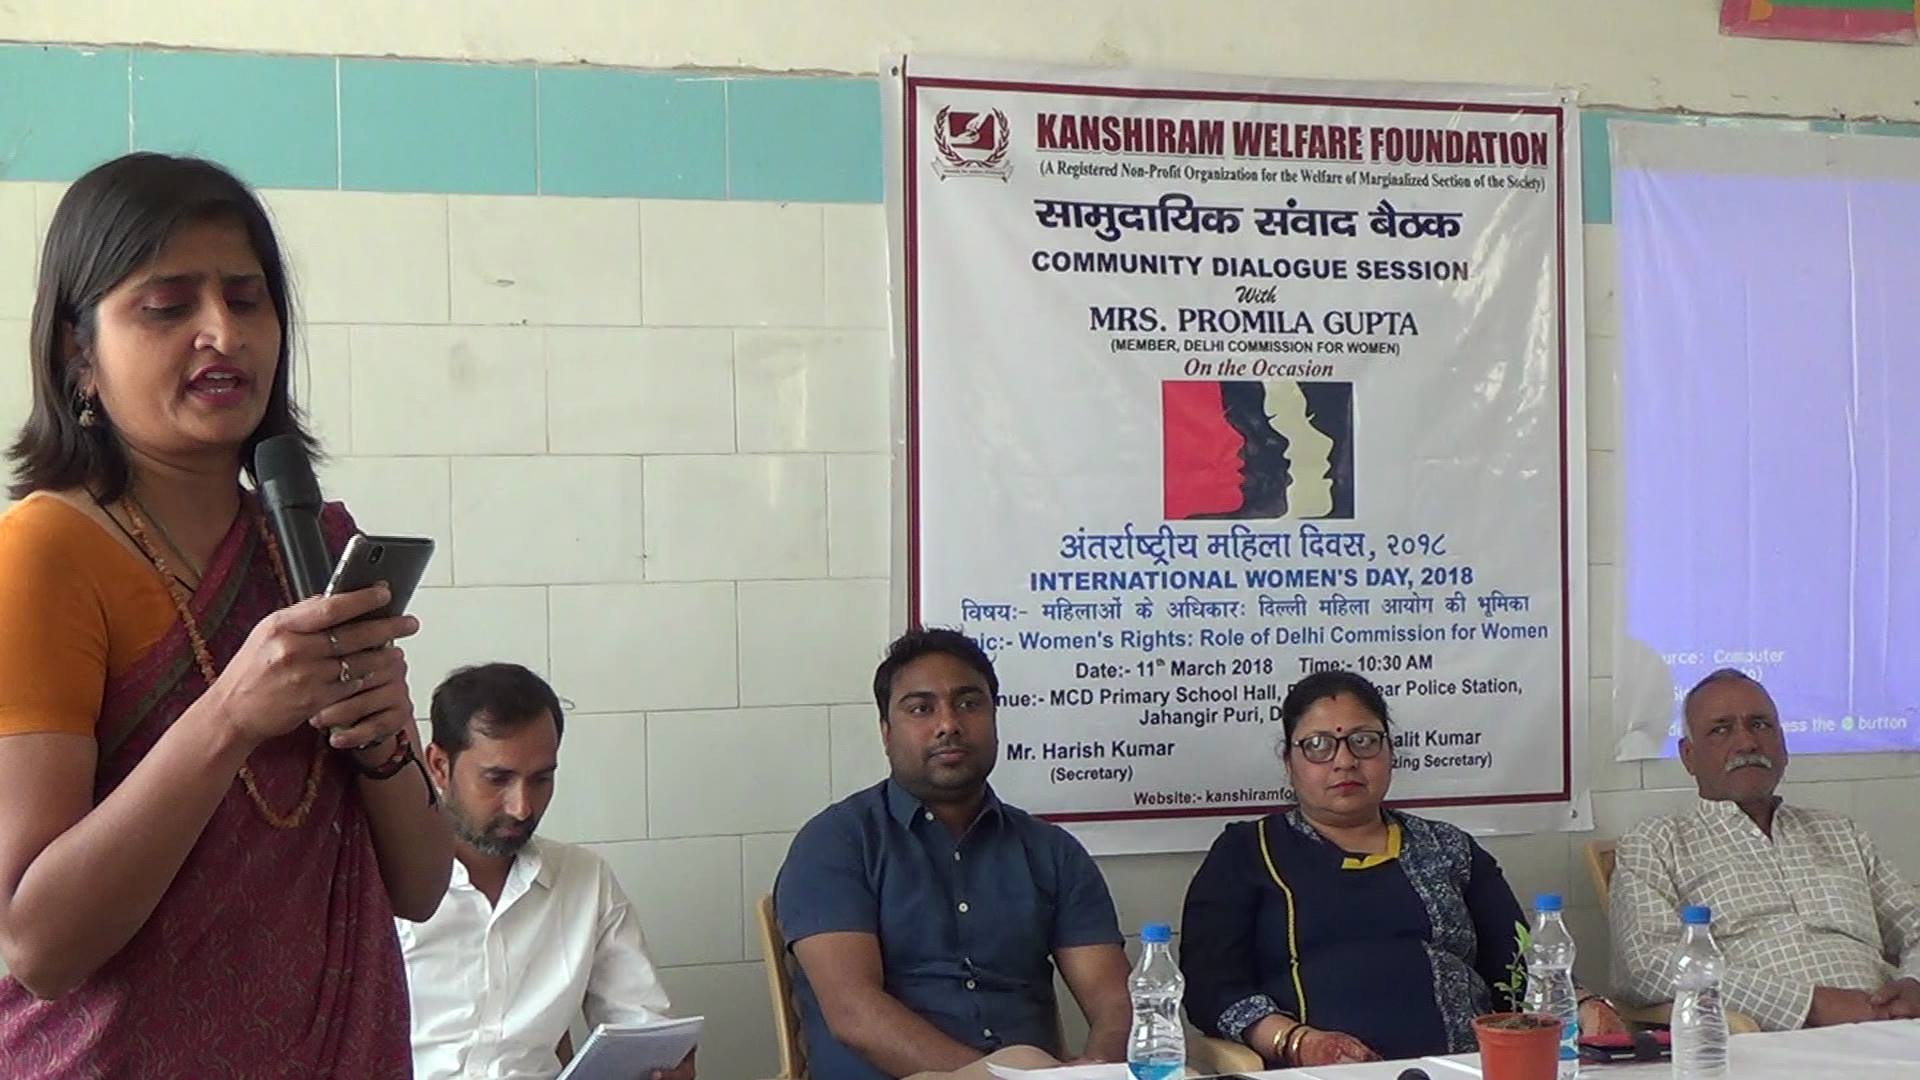 KANSHIRAM WELFARE FOUNDATION
(A Registered Non-Profit Organization for the Welfare of Marginalized Section of the Society)
सामुदायिक संवाद बैठक
COMMUNITY DIALOGUE SESSION
With
MRS. PROMILA GUPTA
(MEMBER, DELHI COMMISSION FOR WOMEN)
On the Occasion
अंतर्राष्ट्रीय महिला दिवस, २०१८
INTERNATIONAL WOMEN'S DAY, 2018
विषयः- महिलाओं के अधिकारः दिल्ली महिला आयोग की भूमिका
Women's Rights: Role of Delhi Commission for Women
Date:- 11th March 2018 Time:- 10:30 AM
MCD Primary School Hall, Police Station,
Jahangir Puri,
Mr. Harish Kumar Kumar
(Secretary) Secretary)
Website:-
Computer
the button